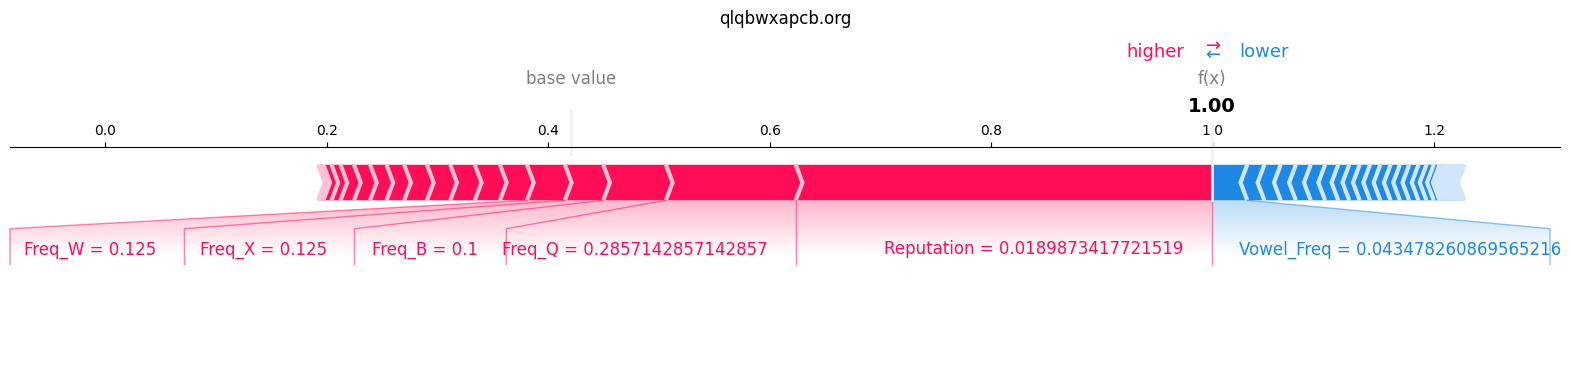 qlqbwxapcb.org
higher ⇄ lower
base value f(x)
1.00
0.0 0.2 0.4 0.6 0.8 1.0 1.2
Freq_W = 0.125 Freq_X = 0.125 Freq_B = 0.1 Freq_Q = 0.2857142857142857 Reputation = 0.0189873417721519 Vowel_Freq = 0.043478260869565216